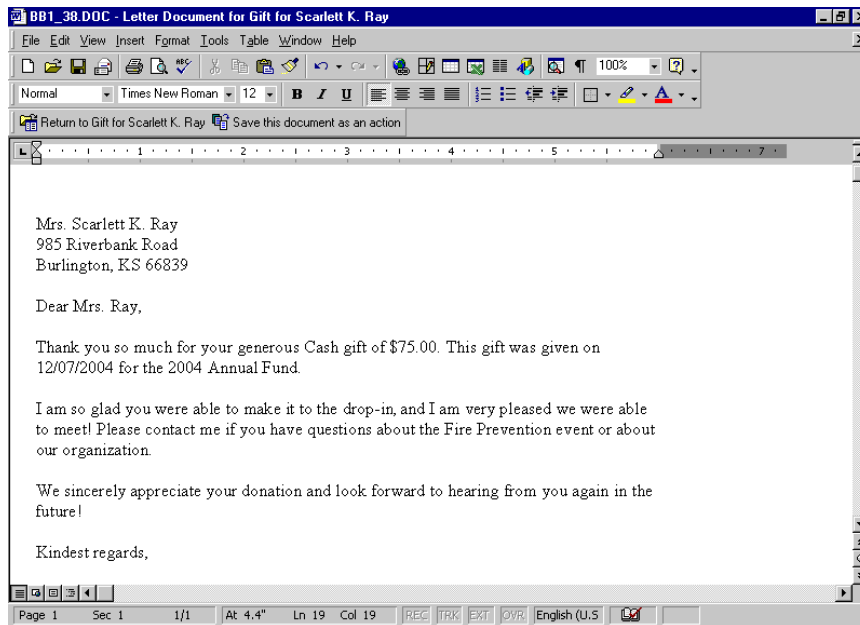 BB1_38.DOC - Letter Document for Gift for Scarlett K. Ray
File Edit View Insert Format Tools Table Window Help
100%
Normal Times New Roman 12 B I U
Return to Gift for Scarlett K. Ray Save this document as an action
1 2 3 4 5 7
Mrs. Scarlett K. Ray
985 Riverbank Road
Burlington, KS 66839
Dear Mrs. Ray,
Thank you so much for your generous Cash gift of $75.00. This gift was given on
12/07/2004 for the 2004 Annual Fund.
I am so glad you were able to make it to the drop-in, and I am very pleased we were able
to meet! Please contact me if you have questions about the Fire Prevention event or about
our organization.
We sincerely appreciate your donation and look forward to hearing from you again in the
future!
Kindest regards,
Page 1 Sec 1 1/1 At 4.4" Ln 19 Col 19 REC TRK EXT OVR English (U.S